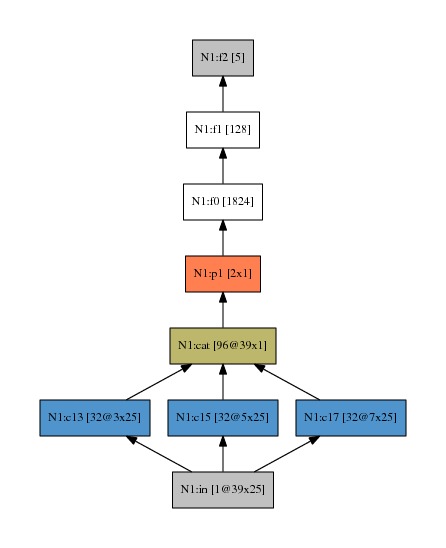 N1:f2 [5]
N1:f1 [128]
N1:f0 [1824]
N1:p1 [2x1]
N1:cat [96@39x1]
N1:c13 [32@3x25]
N1:c15 [32@5x25]
N1:c17 [32@7x25]
N1:in [1@39x25]